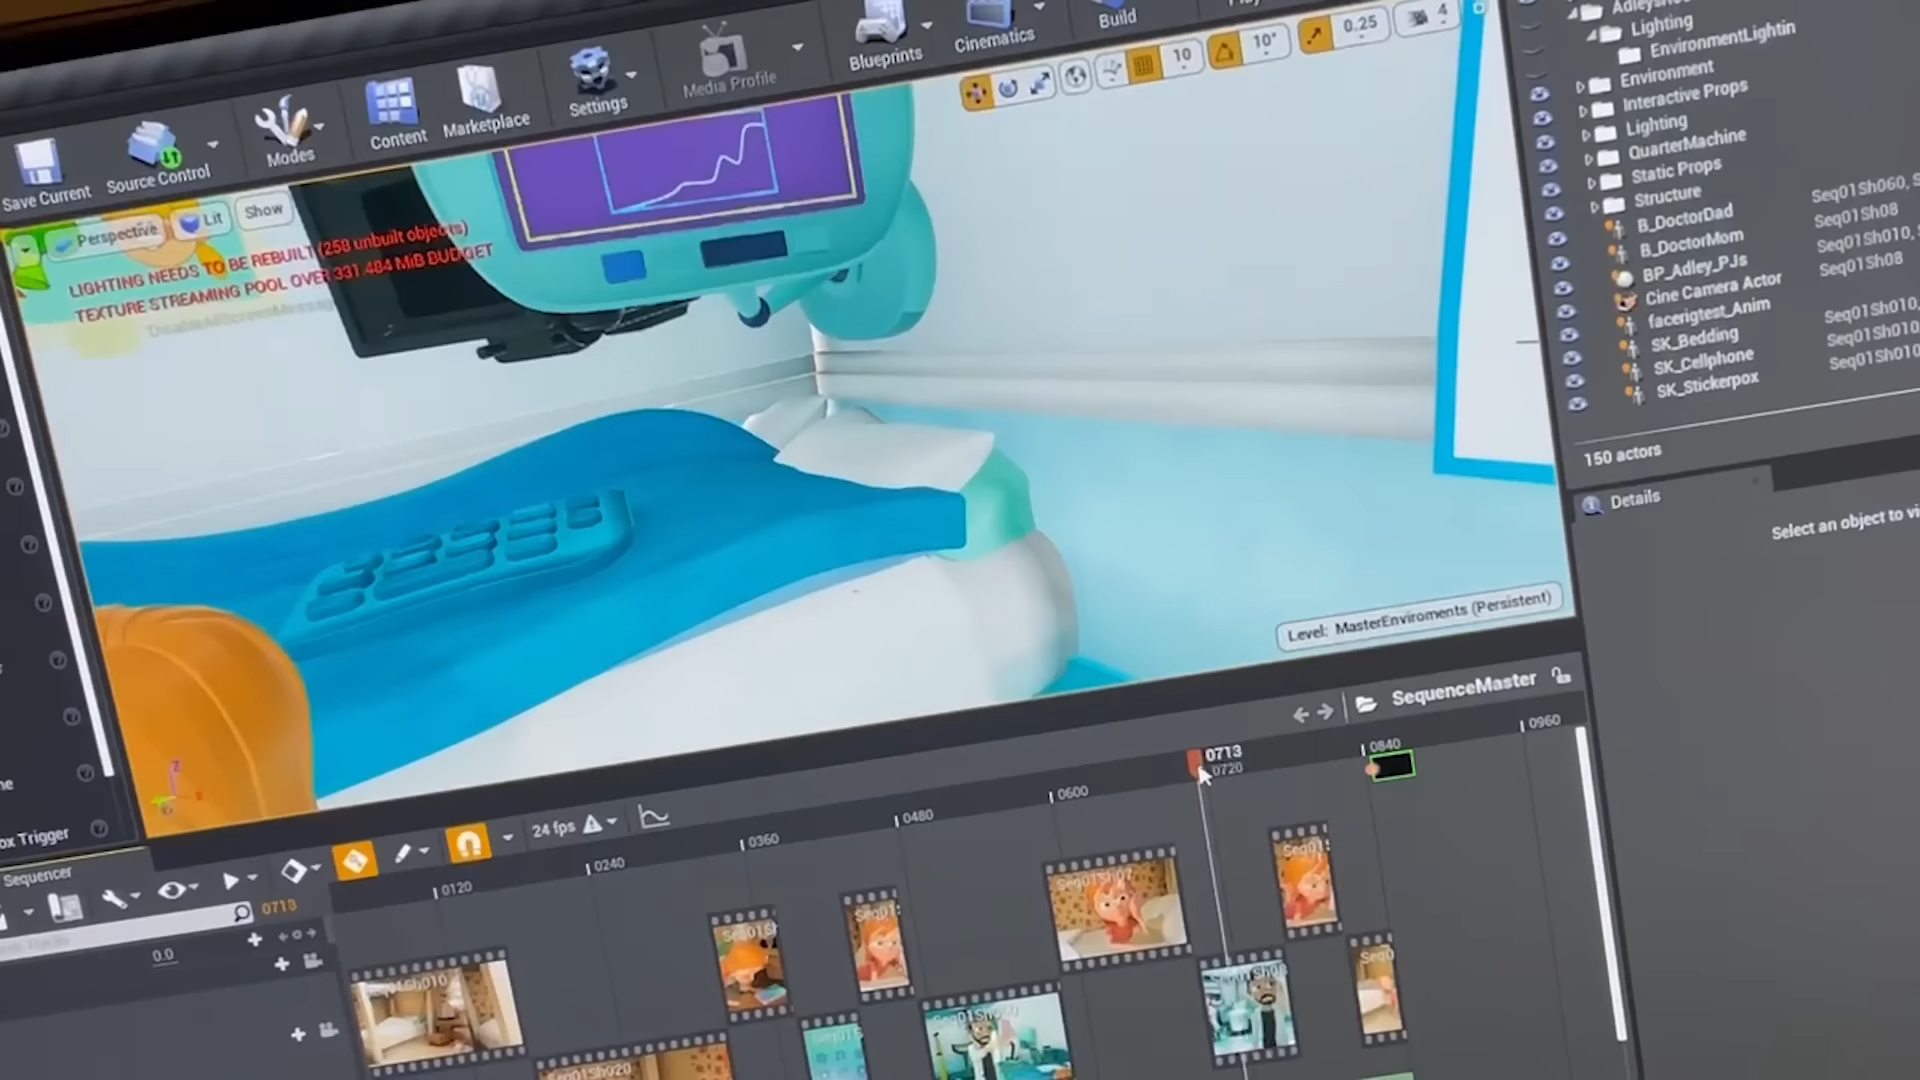 Save Current
Source Control
Modes
Content
Marketplace
Settings
Media Profile
Blueprints
Cinematics
Build
10
10°
0.25
4
Perspective
Lit
Show
LIGHTING NEEDS TO BE REBUILT (258 unbuilt objects)
TEXTURE STREAMING POOL OVER 331.484 MiB BUDGET
Level: MasterEnviroments (Persistent)
Lighting
EnvironmentLightin
Environment
Interactive Props
Lighting
QuarterMachine
Static Props
Structure
B_DoctorDad Seq01Sh060, S
B_DoctorMom Seq01Sh08
BP_Adley_PJs Seq01Sh010, S
Cine Camera Actor Seq01Sh08
facerigtest_Anim
SK_Bedding Seq01Sh010,
SK_Cellphone Seq01Sh010
SK_Stickerpox Seq01Sh010
150 actors
Details
Select an object to vi
SequenceMaster
ox Trigger
Sequencer
24 fps
0.0
0120
0240
0360
0480
0600
0713
0720
0840
0960
Seq01Sh010
Seq01Sh020
Seq01Sh
Seq01S
Seq01Sh07
Seq01